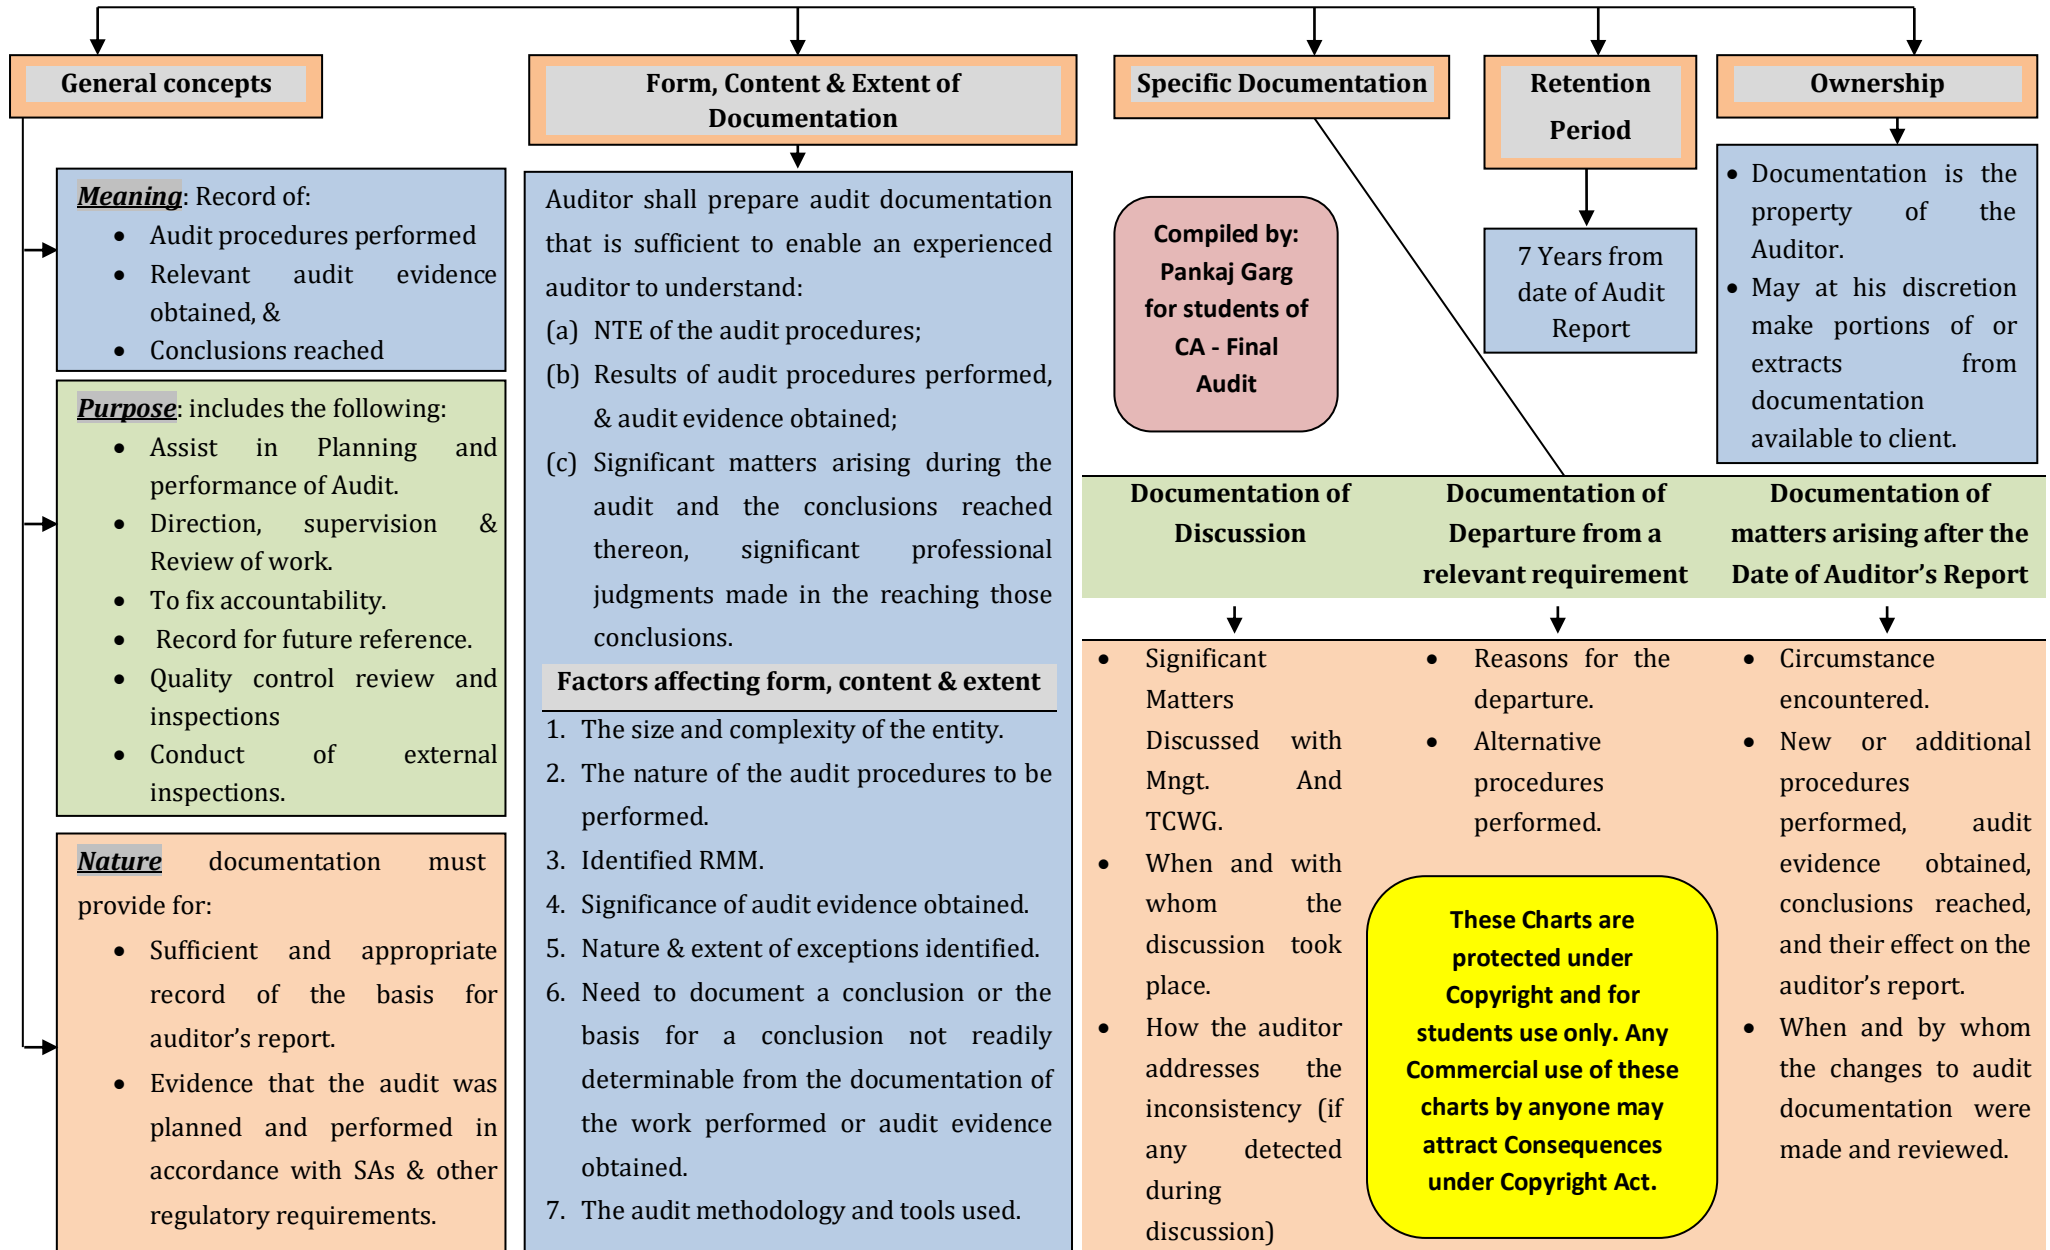 General concepts
Meaning: Record of:
• Audit procedures performed
• Relevant audit evidence
obtained, &
• Conclusions reached
Purpose: includes the following:
• Assist in Planning and
performance of Audit.
• Direction, supervision &
Review of work.
• To fix accountability.
• Record for future reference.
• Quality control review and
inspections
• Conduct of external
inspections.
Nature documentation must
provide for:
• Sufficient and appropriate
record of the basis for
auditor’s report.
• Evidence that the audit was
planned and performed in
accordance with SAs & other
regulatory requirements.
Form, Content & Extent of
Documentation
Auditor shall prepare audit documentation
that is sufficient to enable an experienced
auditor to understand:
(a) NTE of the audit procedures;
(b) Results of audit procedures performed,
& audit evidence obtained;
(c) Significant matters arising during the
audit and the conclusions reached
thereon, significant professional
judgments made in the reaching those
conclusions.
Factors affecting form, content & extent
1. The size and complexity of the entity.
2. The nature of the audit procedures to be
performed.
3. Identified RMM.
4. Significance of audit evidence obtained.
5. Nature & extent of exceptions identified.
6. Need to document a conclusion or the
basis for a conclusion not readily
determinable from the documentation of
the work performed or audit evidence
obtained.
7. The audit methodology and tools used.
Specific Documentation
Compiled by:
Pankaj Garg
for students of
CA - Final
Audit
Retention
Period
7 Years from
date of Audit
Report
Ownership
• Documentation is the
property of the
Auditor.
• May at his discretion
make portions of or
extracts from
documentation
available to client.
Documentation of
Discussion
• Significant
Matters
Discussed with
Mngt. And
TCWG.
• When and with
whom the
discussion took
place.
• How the auditor
addresses the
inconsistency (if
any detected
during
discussion)
Documentation of
Departure from a
relevant requirement
• Reasons for the
departure.
• Alternative
procedures
performed.
These Charts are
protected under
Copyright and for
students use only. Any
Commercial use of these
charts by anyone may
attract Consequences
under Copyright Act.
Documentation of
matters arising after the
Date of Auditor’s Report
• Circumstance
encountered.
• New or additional
procedures
performed, audit
evidence obtained,
conclusions reached,
and their effect on the
auditor’s report.
• When and by whom
the changes to audit
documentation were
made and reviewed.